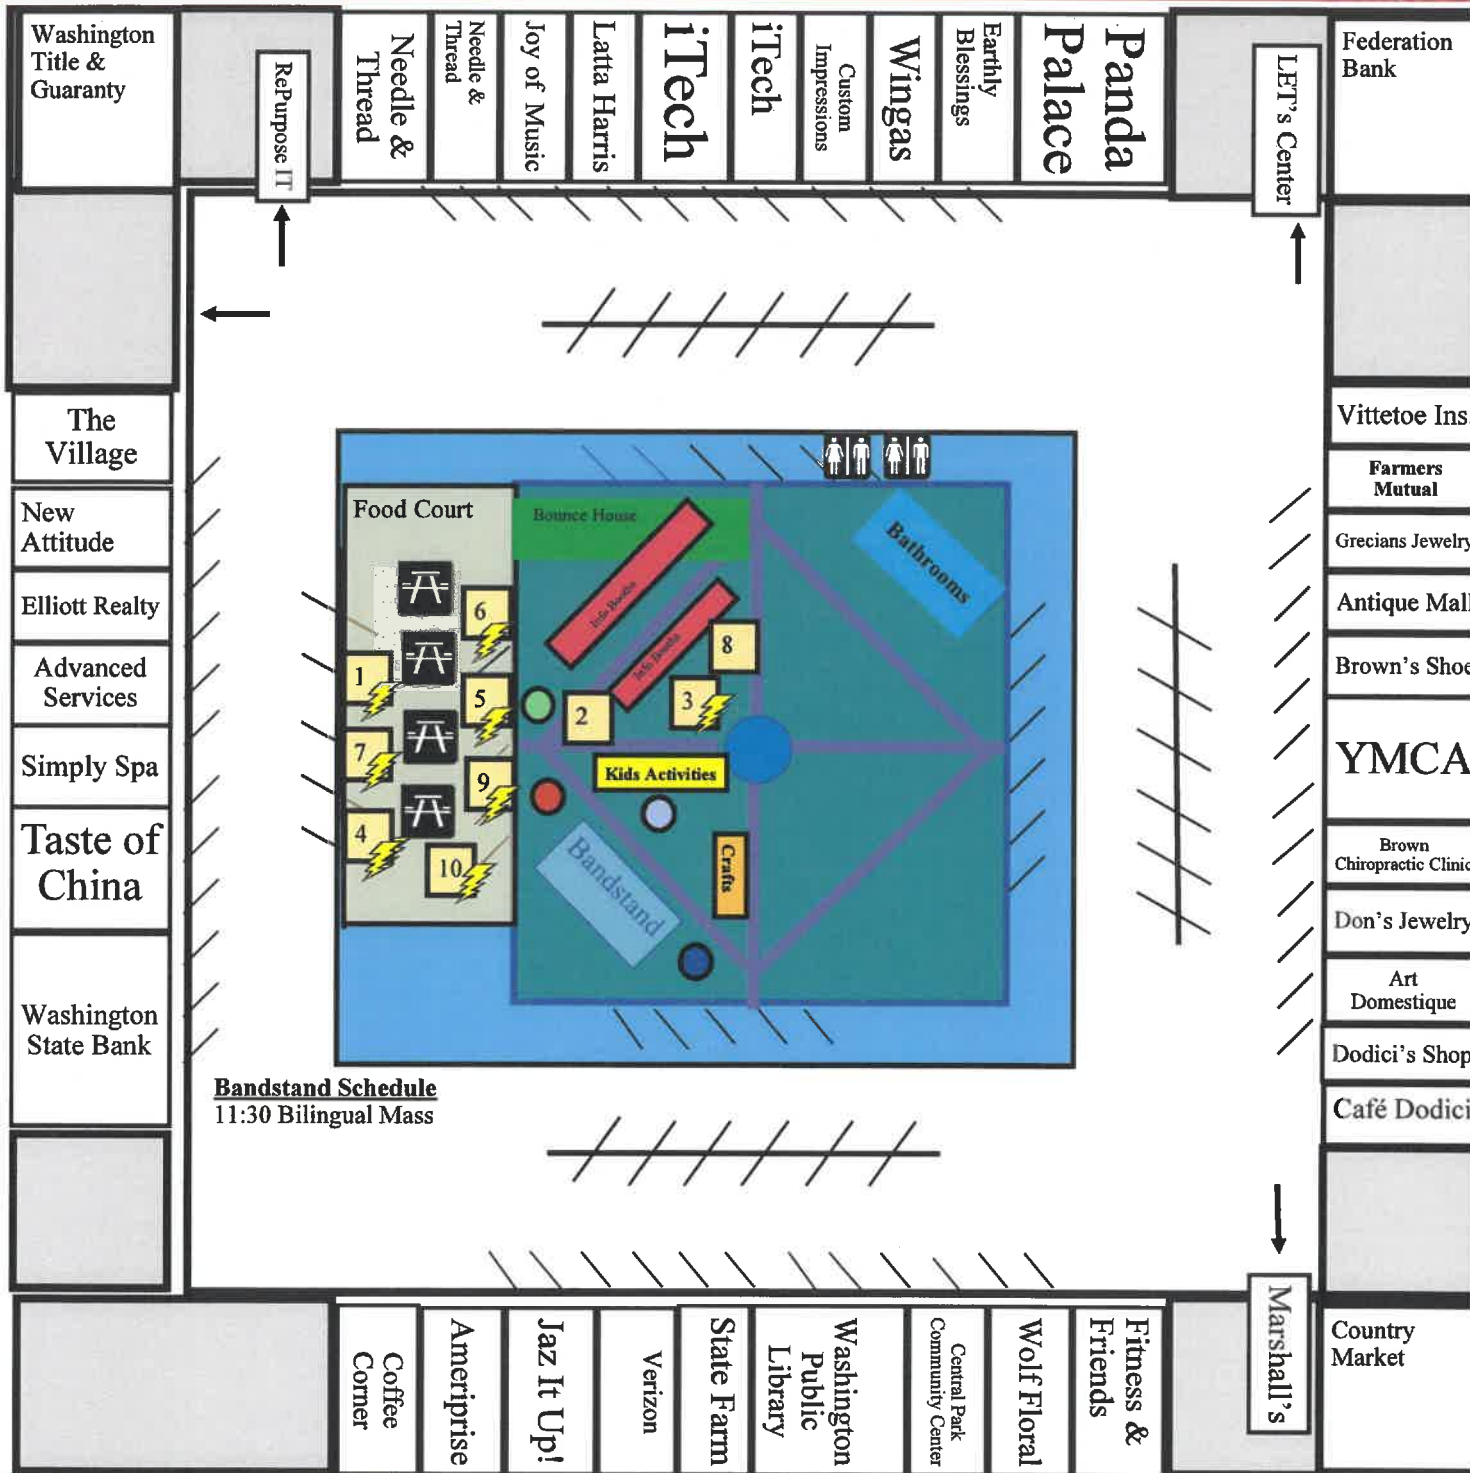 Washington
Title &
Guaranty
RePurpose IT
Needle &
Thread
Needle &
Thread
Joy of Music
Latta Harris
iTech
iTech
Custom
Impressions
Wingas
Earthly
Blessings
Panda
Palace
LET's Center
Federation
Bank
The
Village
New
Attitude
Elliott Realty
Advanced
Services
Simply Spa
Taste of
China
Washington
State Bank
Food Court
Bounce House
Info Booths
Info Booths
Bathrooms
6
1
5
7
9
4
10
2
3
8
Kids Activities
Crafts
Bandstand
Vittetoe Ins.
Farmers
Mutual
Grecians Jewelry
Antique Mall
Brown's Shoe
YMCA
Brown
Chiropractic Clinic
Don's Jewelry
Art
Domestique
Dodici's Shop
Café Dodici
Bandstand Schedule
11:30 Bilingual Mass
Coffee
Corner
Ameriprise
Jaz It Up!
Verizon
State Farm
Washington
Public
Library
Central Park
Community Center
Wolf Floral
Fitness &
Friends
Marshall's
Country
Market